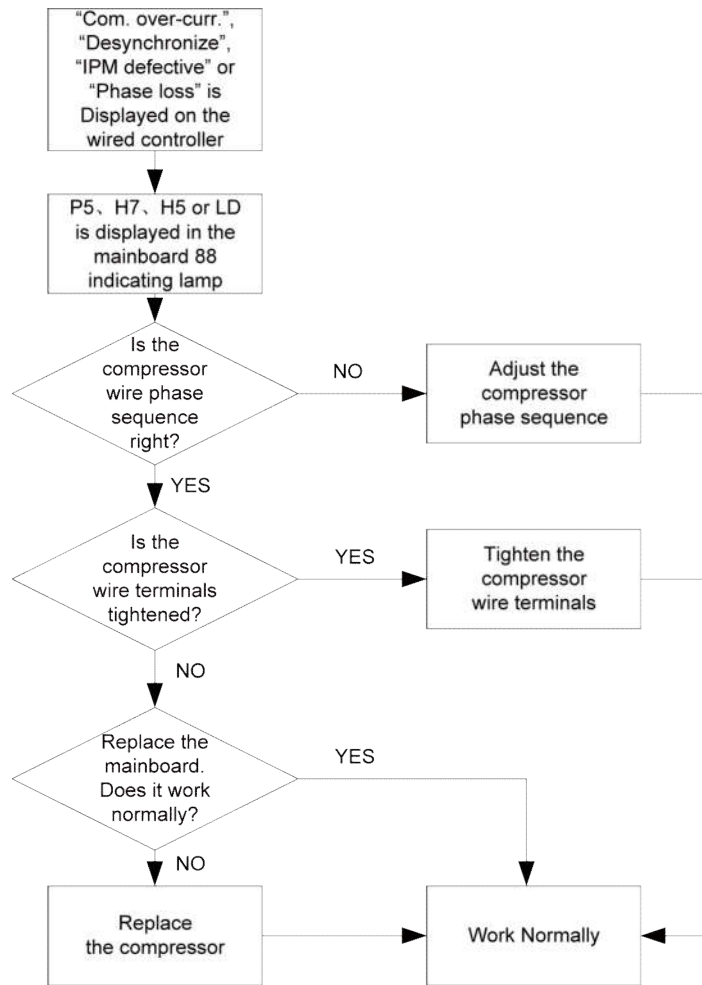 “Com. over-curr.”,
“Desynchronize”,
“IPM defective” or
“Phase loss” is
Displayed on the
wired controller
P5、H7、H5 or LD
is displayed in the
mainboard 88
indicating lamp
Is the
compressor
wire phase
sequence
right?
NO
Adjust the
compressor
phase sequence
YES
Is the
compressor
wire terminals
tightened?
YES
Tighten the
compressor
wire terminals
NO
Replace the
mainboard.
Does it work
normally?
YES
NO
Replace
the compressor
Work Normally